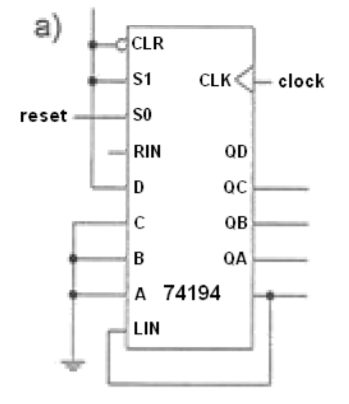 a)
CLR
S1 CLK clock
reset S0
RIN QD
D QC
C QB
B QA
A 74194
LIN